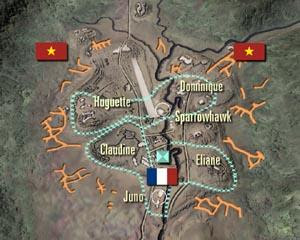 Dominique
Huguette
Sparrowhawk
Claudine
Eliane
Juno